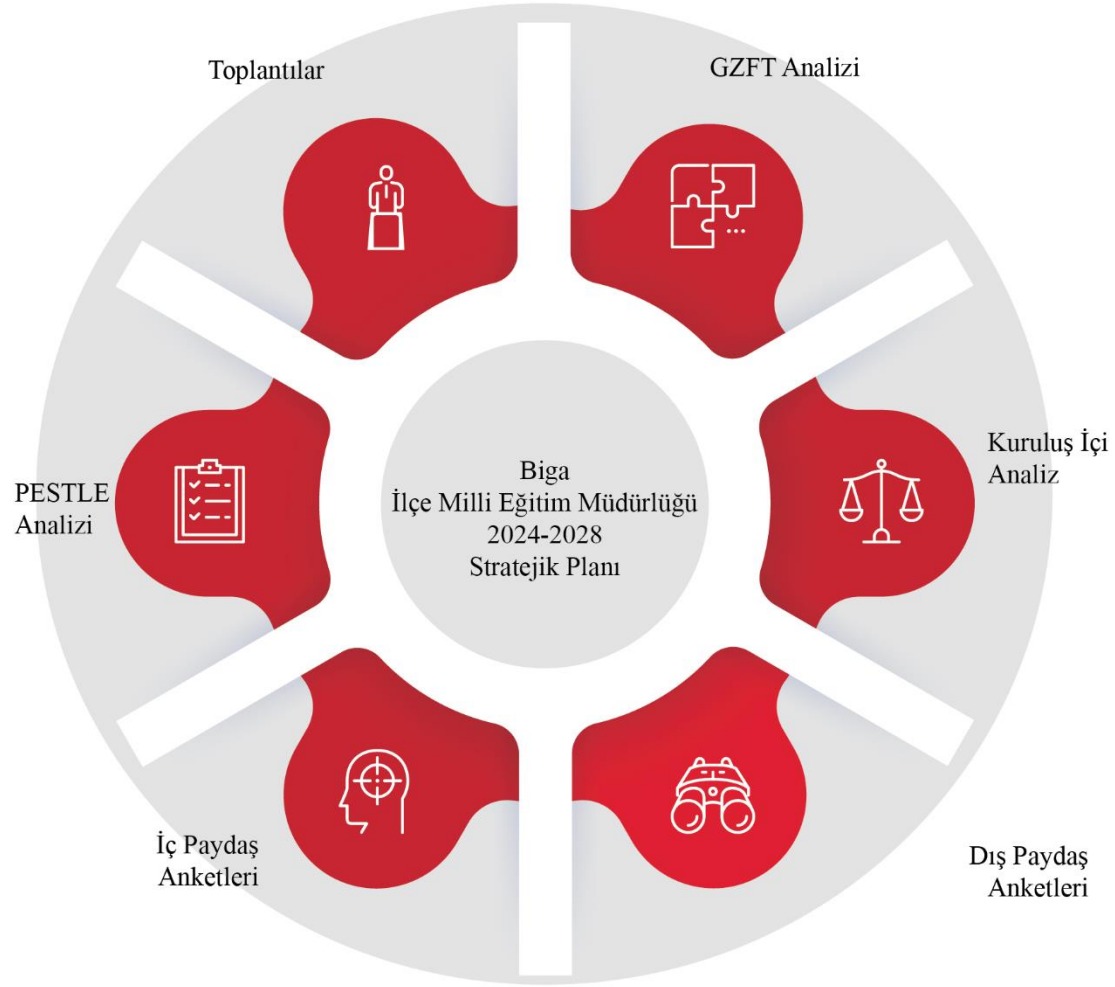 Toplantılar
GZFT Analizi
PESTLE
Analizi
Biga
İlçe Milli Eğitim Müdürlüğü
2024-2028
Stratejik Planı
Kuruluş İçi
Analiz
İç Paydaş
Anketleri
Dış Paydaş
Anketleri